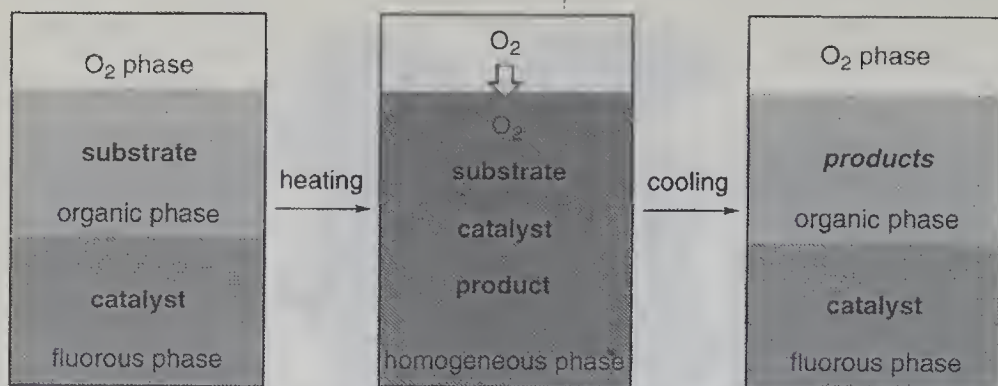 O₂ phase
substrate
organic phase
catalyst
fluorous phase
heating
O₂
O₂
substrate
catalyst
product
homogeneous phase
cooling
O₂ phase
products
organic phase
catalyst
fluorous phase